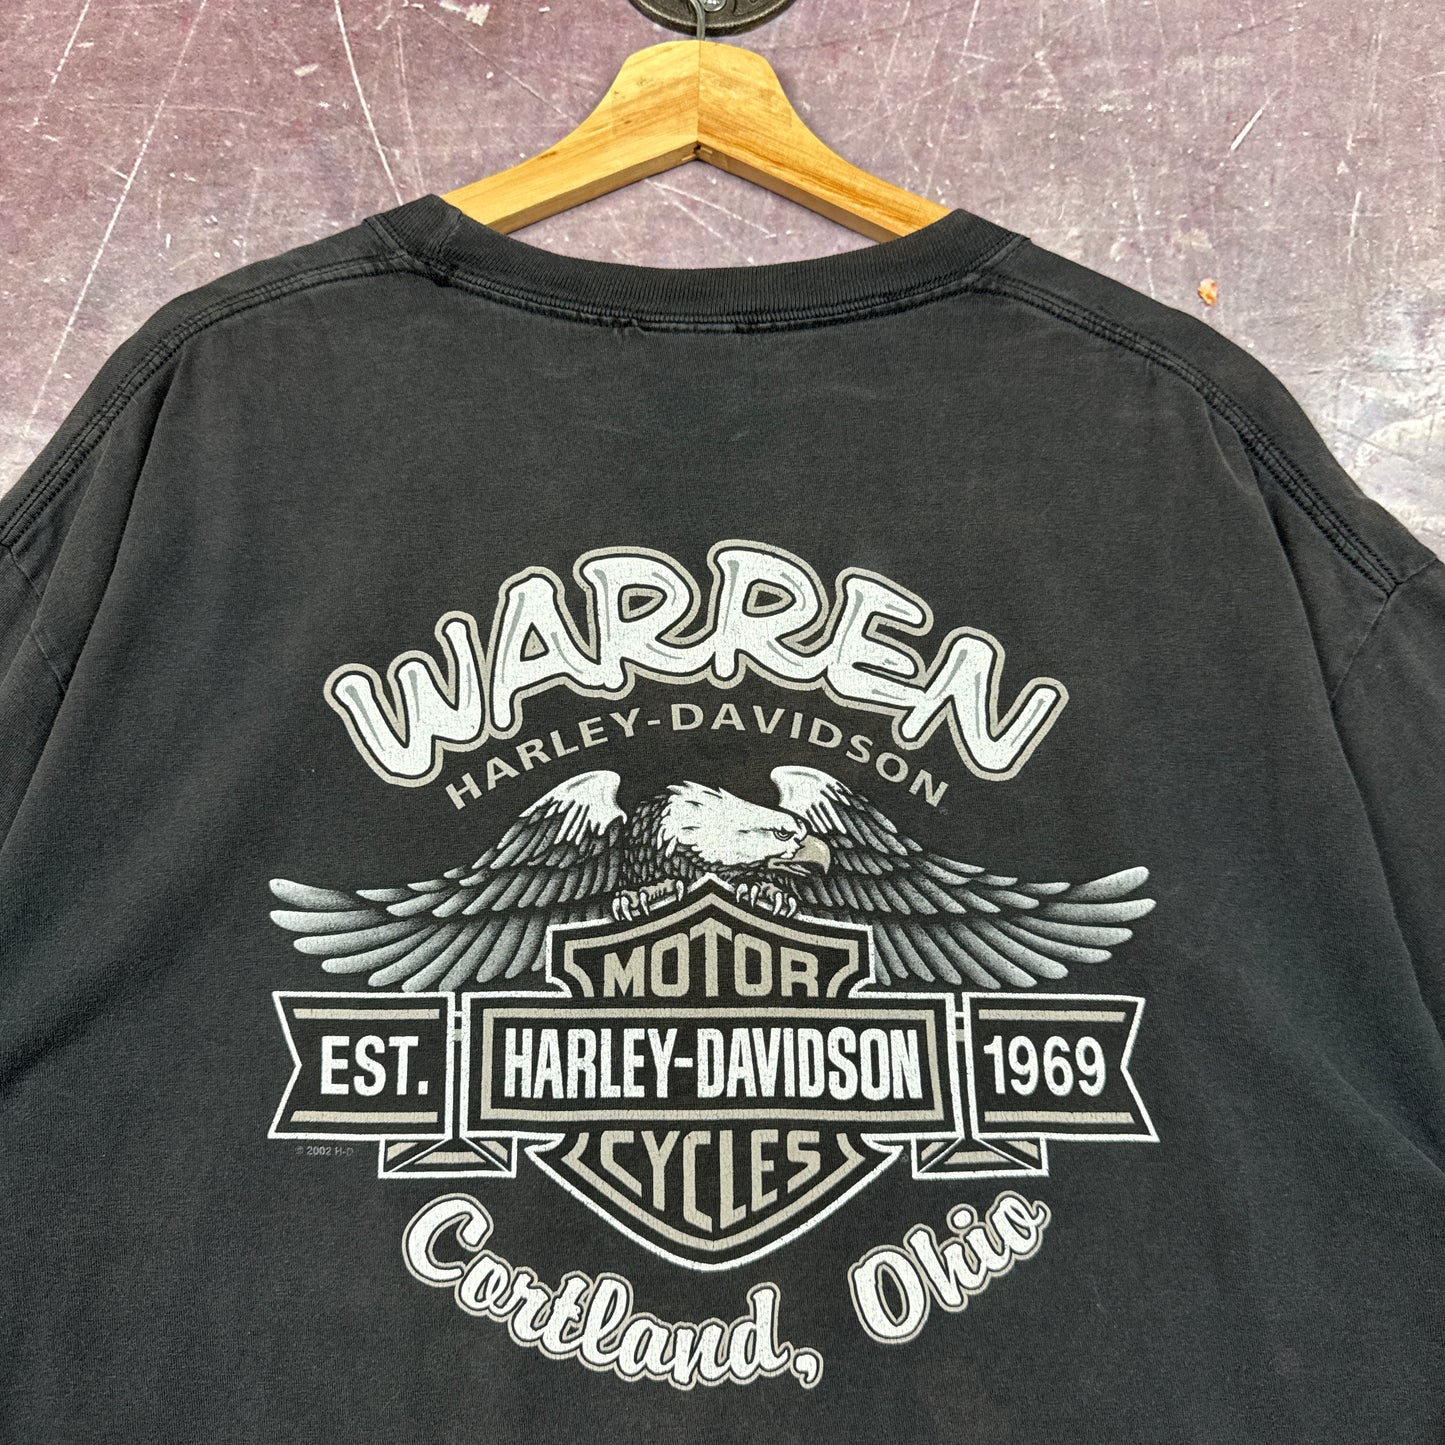 WARREN
HARLEY-DAVIDSON
MOTOR
EST. HARLEY-DAVIDSON 1969
CYCLES
© 2002 H-D
Cortland, Ohio